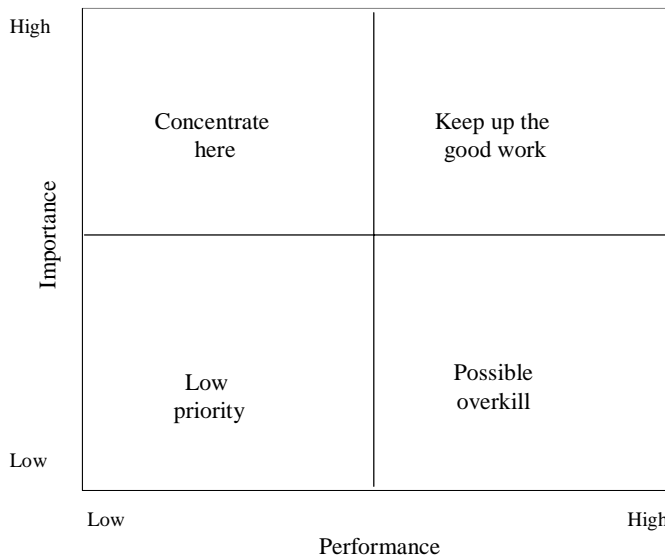 High
Concentrate
here
Keep up the
good work
Importance
Low
priority
Possible
overkill
Low
Low
High
Performance